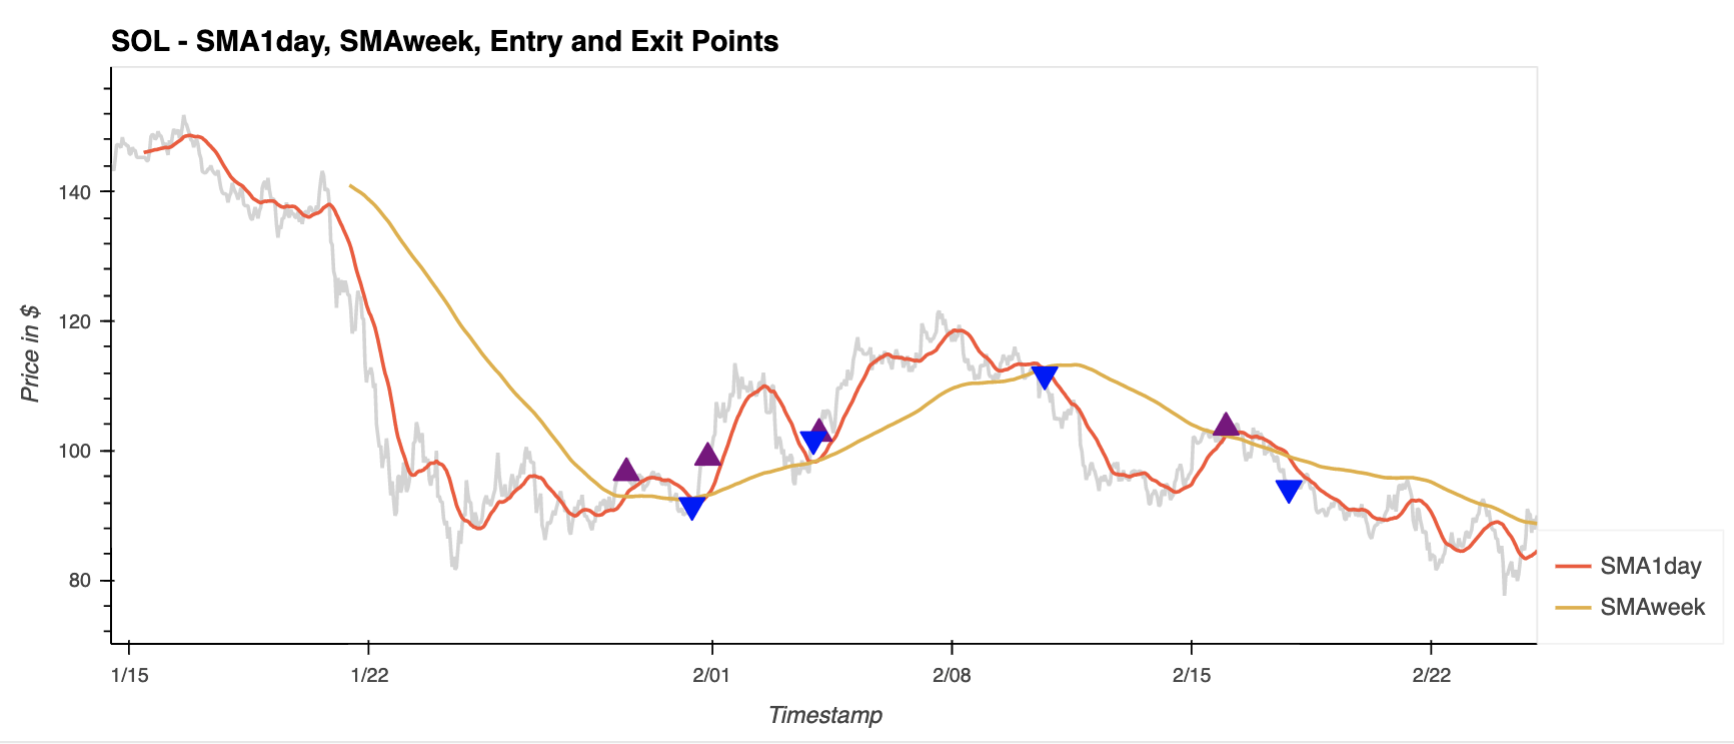 SOL - SMA1day, SMAweek, Entry and Exit Points
Price in $
140
120
100
80
1/15
1/22
2/01
2/08
2/15
2/22
Timestamp
SMA1day
SMAweek